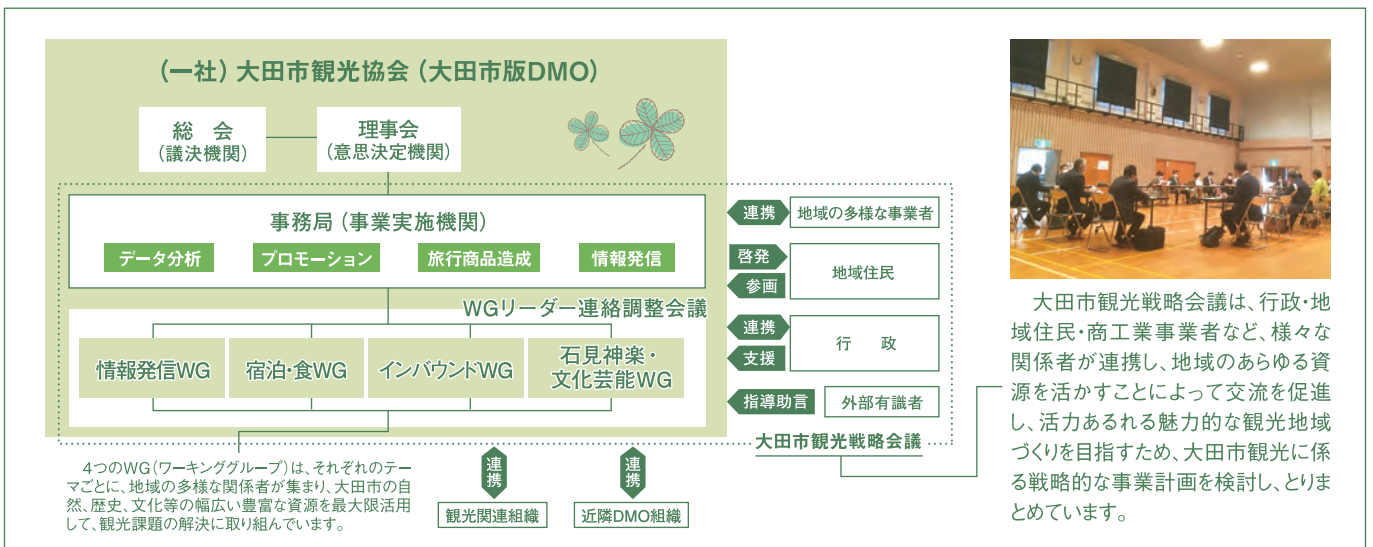 (一社) 大田市観光協会 (大田市版DMO)
総　会
(議決機関)
理事会
(意思決定機関)
事務局 (事業実施機関)
データ分析
プロモーション
旅行商品造成
情報発信
WGリーダー連絡調整会議
情報発信WG
宿泊・食WG
インバウンドWG
石見神楽・
文化芸能WG
連携
地域の多様な事業者
啓発
参画
地域住民
連携
支援
行　政
指導助言
外部有識者
大田市観光戦略会議
4つのWG(ワーキンググループ)は、それぞれのテー
マごとに、地域の多様な関係者が集まり、大田市の自
然、歴史、文化等の幅広い豊富な資源を最大限活用
して、観光課題の解決に取り組んでいます。
連携
観光関連組織
連携
近隣DMO組織
大田市観光戦略会議は、行政・地
域住民・商工業事業者など、様々な
関係者が連携し、地域のあらゆる資
源を活かすことによって交流を促進
し、活力あるれる魅力的な観光地域
づくりを目指すため、大田市観光に係
る戦略的な事業計画を検討し、とりま
とめています。